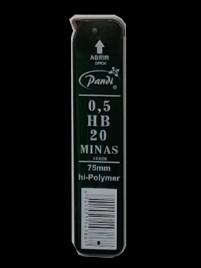 ABRIR
OPEN
Pandi
0,5
HB
20
MINAS
LEADS
75mm
hi-Polymer